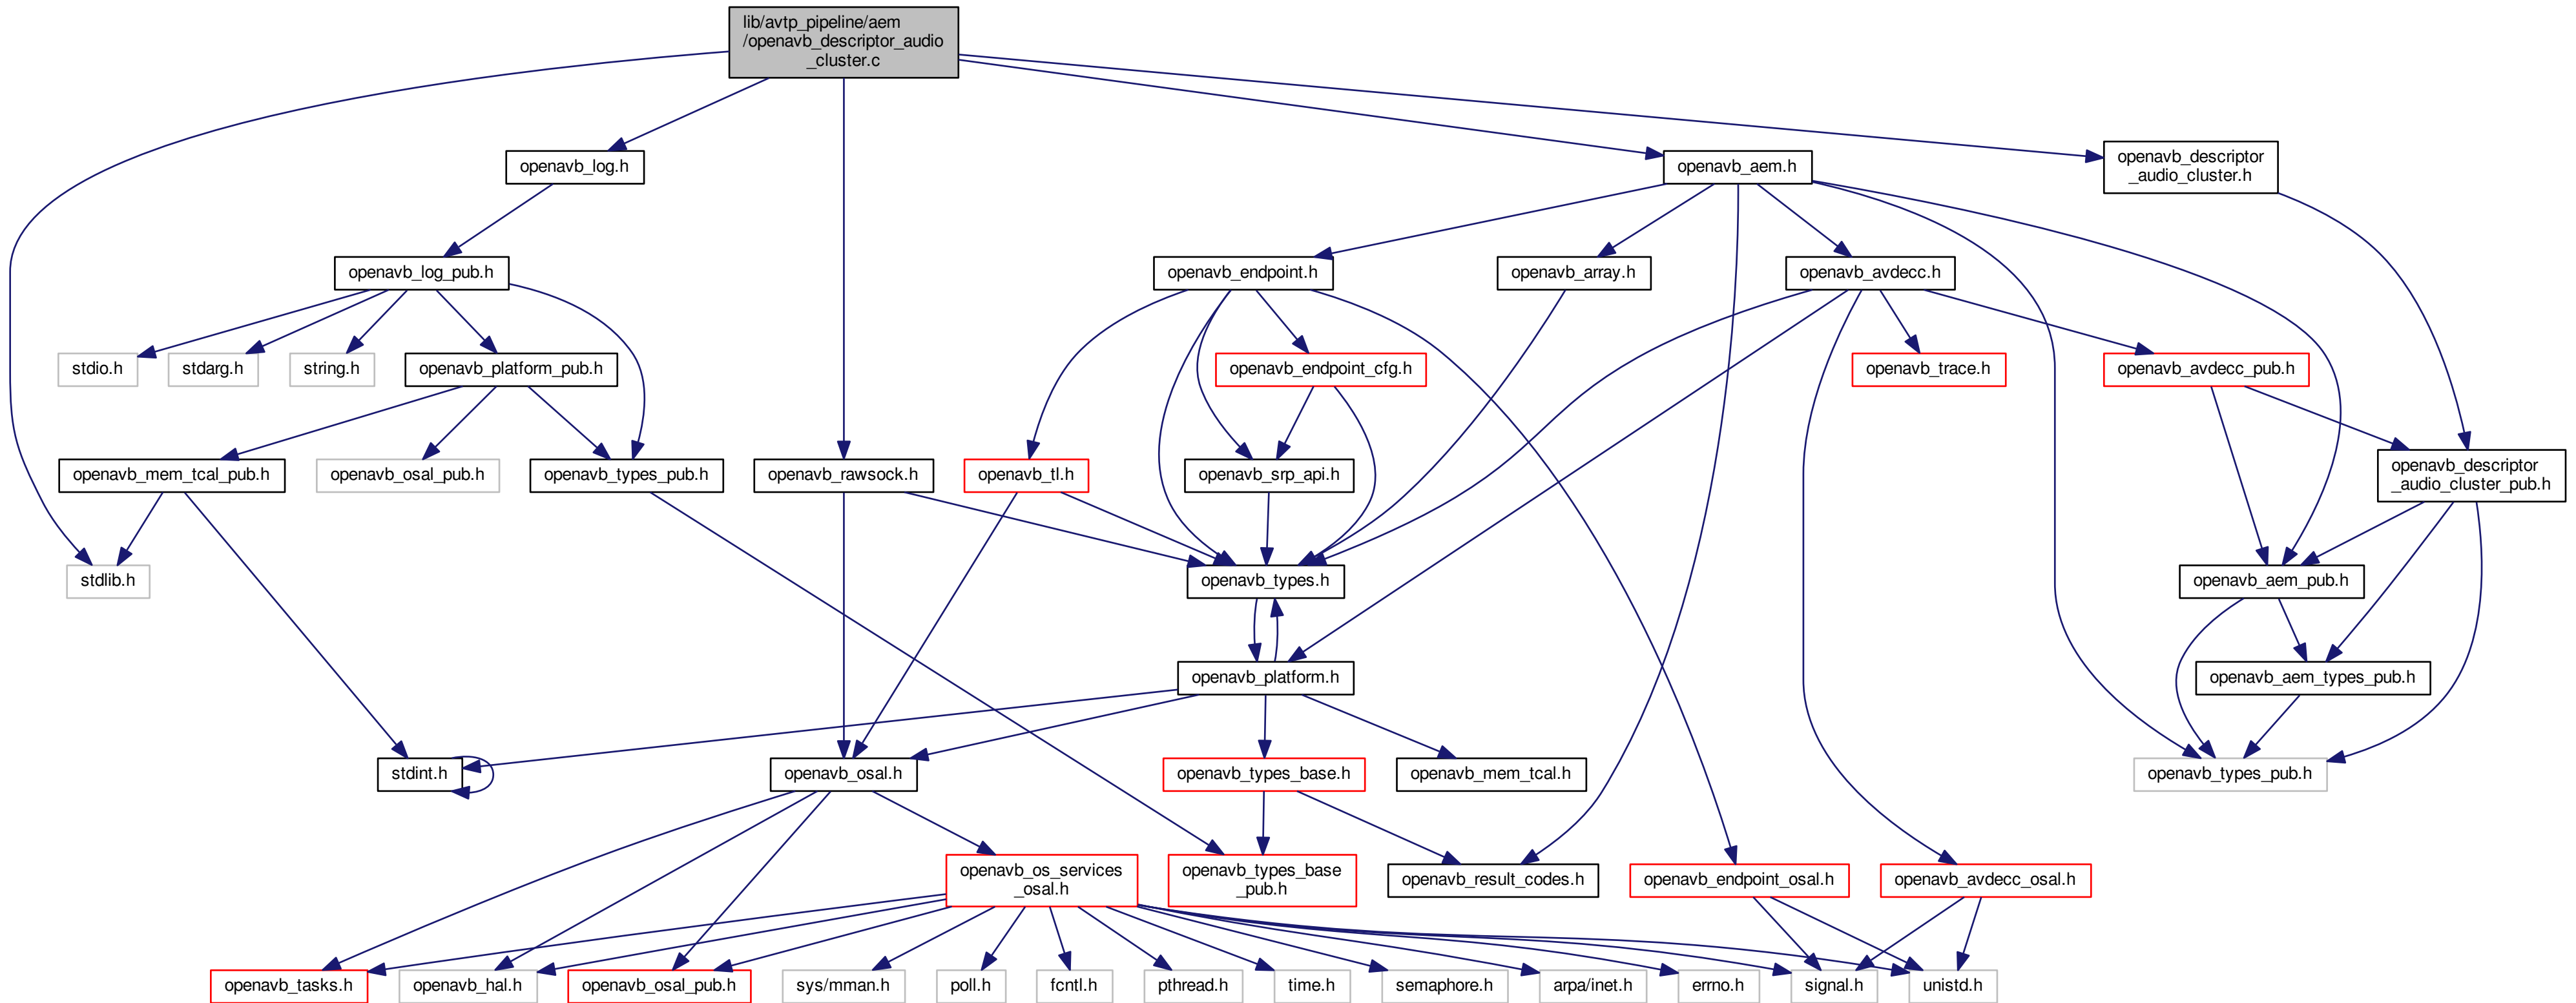 lib/avtp_pipeline/aem
/openavb_descriptor_audio
_cluster.c
openavb_log.h
openavb_aem.h
openavb_descriptor
_audio_cluster.h
openavb_log_pub.h
openavb_endpoint.h
openavb_array.h
openavb_avdecc.h
stdio.h
stdarg.h
string.h
openavb_platform_pub.h
openavb_endpoint_cfg.h
openavb_trace.h
openavb_avdecc_pub.h
openavb_mem_tcal_pub.h
openavb_osal_pub.h
openavb_types_pub.h
openavb_rawsock.h
openavb_tl.h
openavb_srp_api.h
openavb_descriptor
_audio_cluster_pub.h
stdlib.h
openavb_types.h
openavb_aem_pub.h
openavb_platform.h
openavb_aem_types_pub.h
stdint.h
openavb_osal.h
openavb_types_base.h
openavb_mem_tcal.h
openavb_types_pub.h
openavb_os_services
_osal.h
openavb_types_base
_pub.h
openavb_result_codes.h
openavb_endpoint_osal.h
openavb_avdecc_osal.h
openavb_tasks.h
openavb_hal.h
openavb_osal_pub.h
sys/mman.h
poll.h
fcntl.h
pthread.h
time.h
semaphore.h
arpa/inet.h
errno.h
signal.h
unistd.h